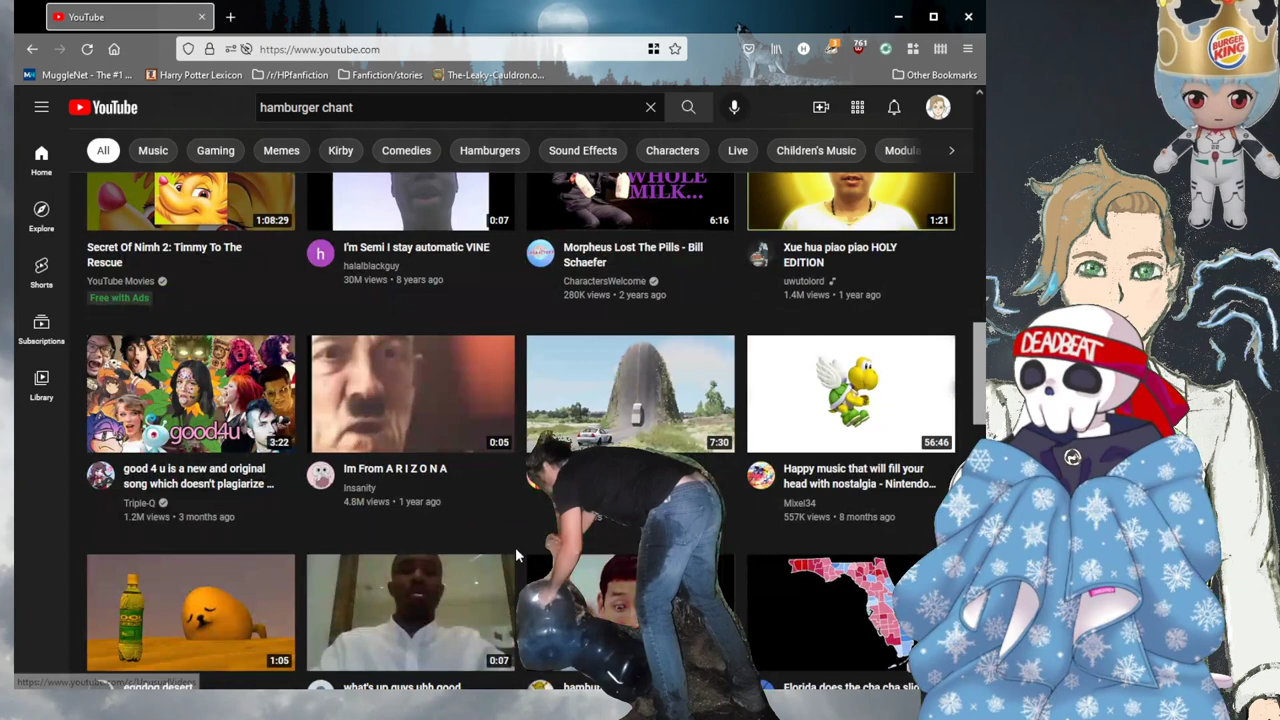 YouTube
https://www.youtube.com
761
MuggleNet - The #1 ...
Harry Potter Lexicon
/r/HPfanfiction
Fanfiction/stories
The-Leaky-Cauldron.o...
Other Bookmarks
YouTube
hamburger chant
All
Music
Gaming
Memes
Kirby
Comedies
Hamburgers
Sound Effects
Characters
Live
Children's Music
Modula
Home
Explore
Shorts
Subscriptions
Library
1:08:29
0:07
WHOLE
MILK...
6:16
1:21
Secret Of Nimh 2: Timmy To The
Rescue
YouTube Movies
Free with Ads
h
I'm Semi I stay automatic VINE
halalblackguy
30M views • 8 years ago
Morpheus Lost The Pills - Bill
Schaefer
CharactersWelcome
280K views • 2 years ago
Xue hua piao piao HOLY
EDITION
uwutolord
1.4M views • 1 year ago
good4u
3:22
0:05
7:30
56:46
good 4 u is a new and original
song which doesn't plagiarize ...
Triple-Q
1.2M views • 3 months ago
Im From A R I Z O N A
Insanity
4.8M views • 1 year ago
Happy music that will fill your
head with nostalgia - Nintendo...
Mixel34
557K views • 8 months ago
1:05
0:07
https://www.youtube.com/c/UnusualVideos
eggdog desert
what's up guys uhh good
hambu
Florida does the cha cha slid
BURGER
KING
DEADBEAT